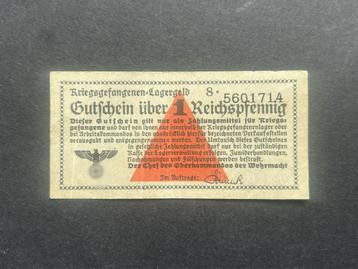 Kriegsgefangenen-Lagergeld
8 · 5601714
Gutschein über 1 Reichspfennig
Dieser Gutschein gilt nur als Zahlungsmittel für Kriegs-
gefangene und darf von ihnen nur innerhalb der Kriegsgefangenenlager oder
bei Arbeitskommandos in den ausdrücklich hierfür bezeichneten Verkaufsstellen
verausgabt und entgegengenommen werden. Der Umtausch dieses Gutscheines
in gesetzliche Zahlungsmittel darf nur bei der zuständigen
Kasse der Lagerverwaltung erfolgen. Zuwiderhandlungen,
Nachahmungen und Fälschungen werden bestraft.
Der Chef des Oberkommandos der Wehrmacht
Im Auftrage: